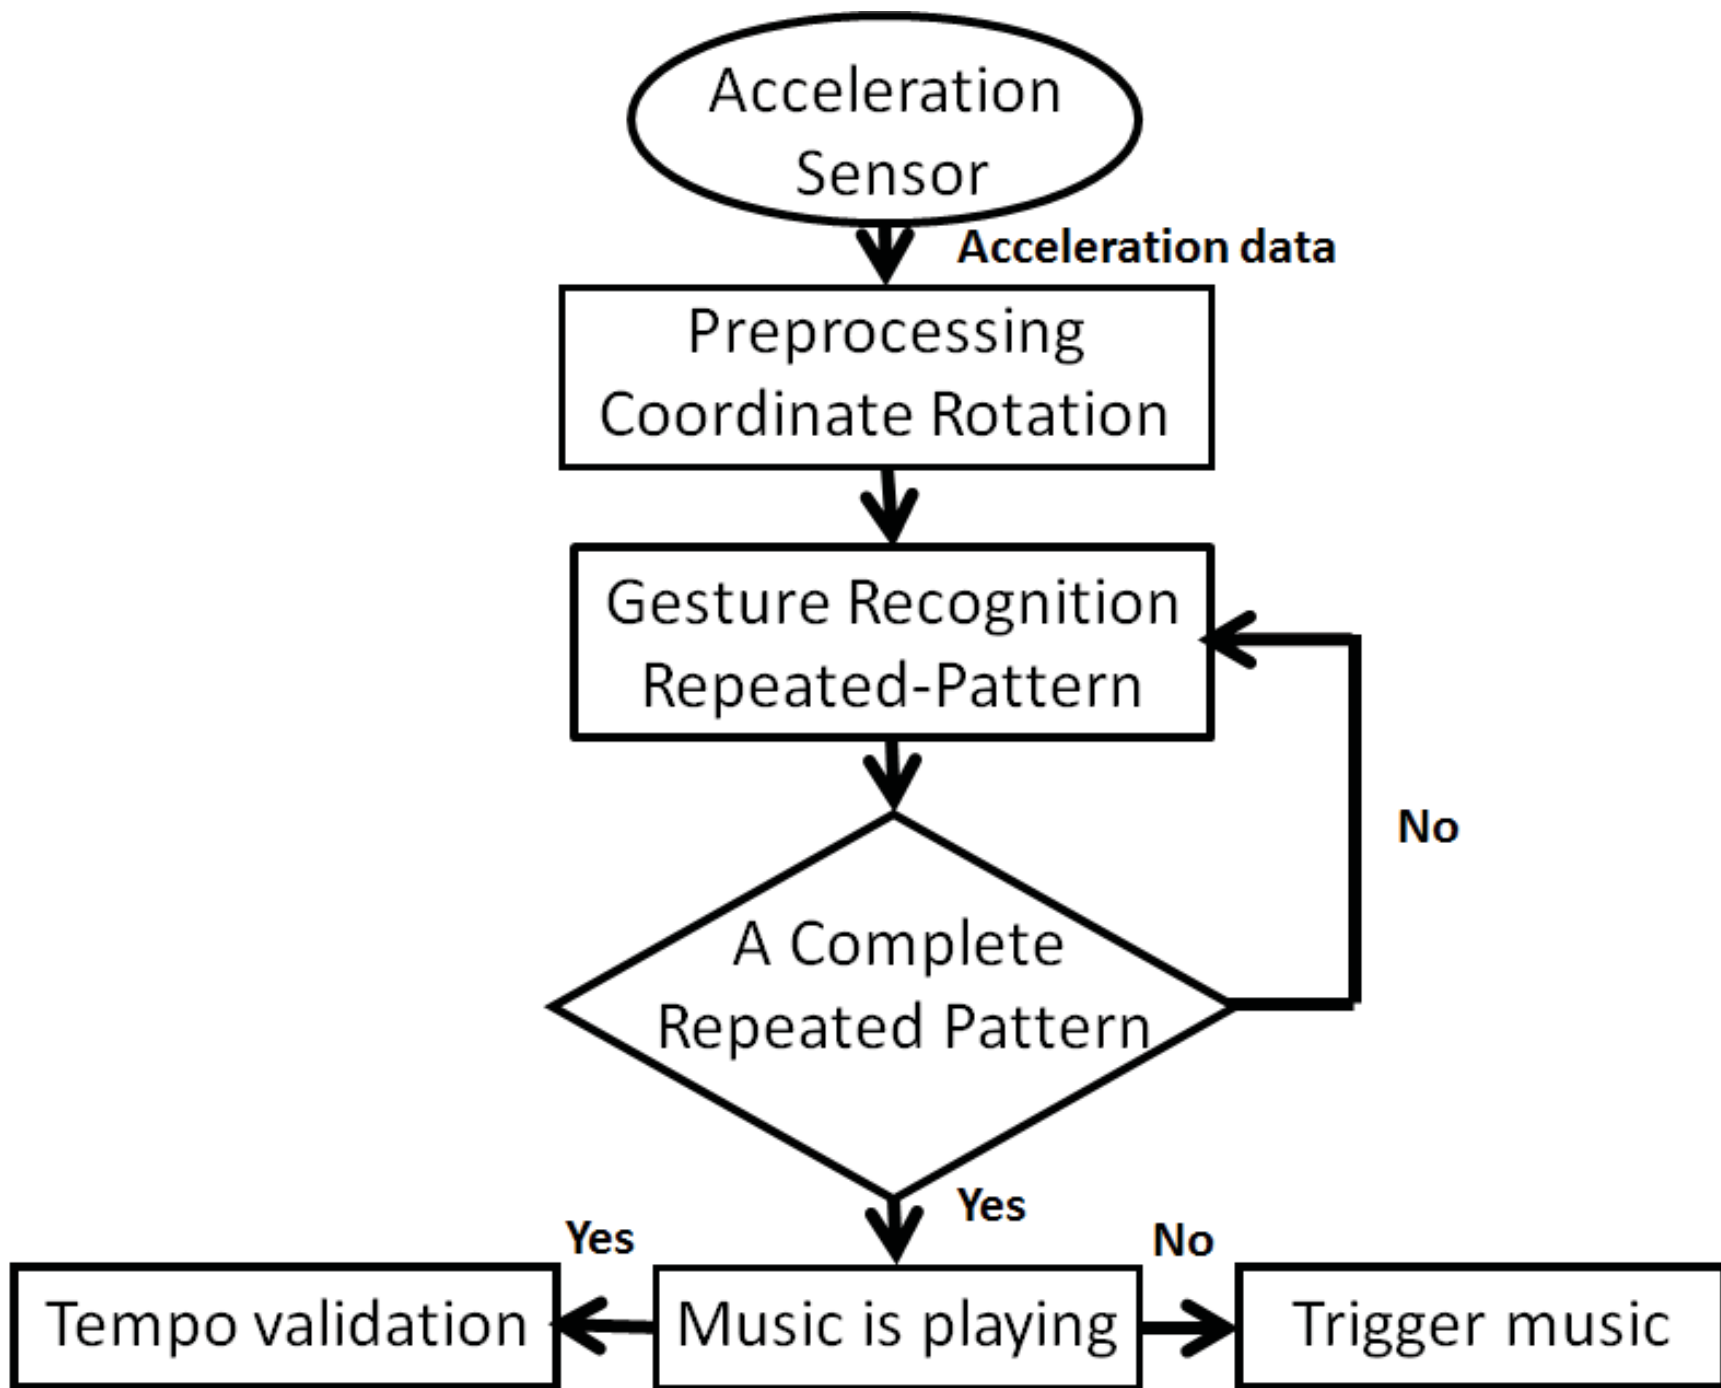 Acceleration
Sensor
Acceleration data
Preprocessing
Coordinate Rotation
Gesture Recognition
Repeated-Pattern
No
A Complete
Repeated Pattern
Yes
Yes
No
Tempo validation
Music is playing
Trigger music